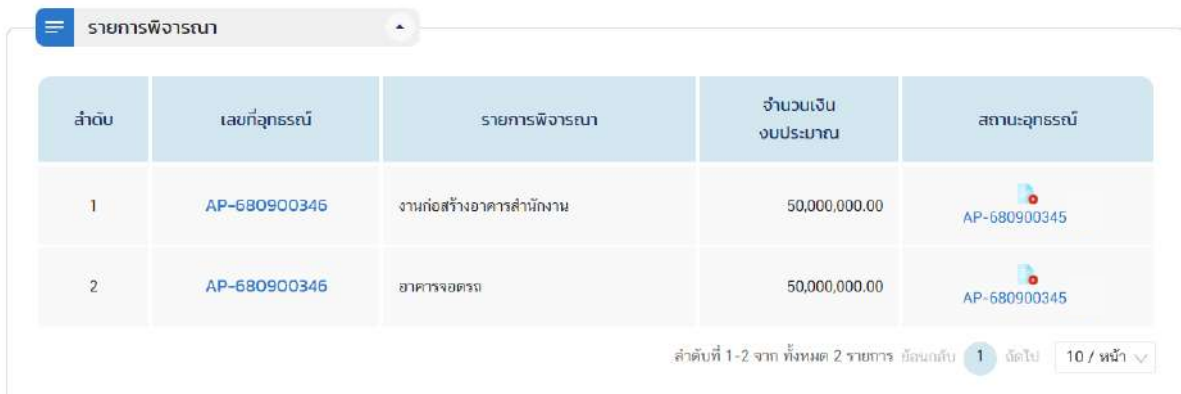 รายการพิจารณา
ลำดับ เลขที่อุทธรณ์ รายการพิจารณา จำนวนเงิน งบประมาณ สถานะอุทธรณ์
1 AP-680900346 งานก่อสร้างอาคารสำนักงาน 50,000,000.00 AP-680900345
2 AP-680900346 อาคารจอดรถ 50,000,000.00 AP-680900345
ลำดับที่ 1-2 จาก ทั้งหมด 2 รายการ ย้อนกลับ 1 ถัดไป 10 / หน้า